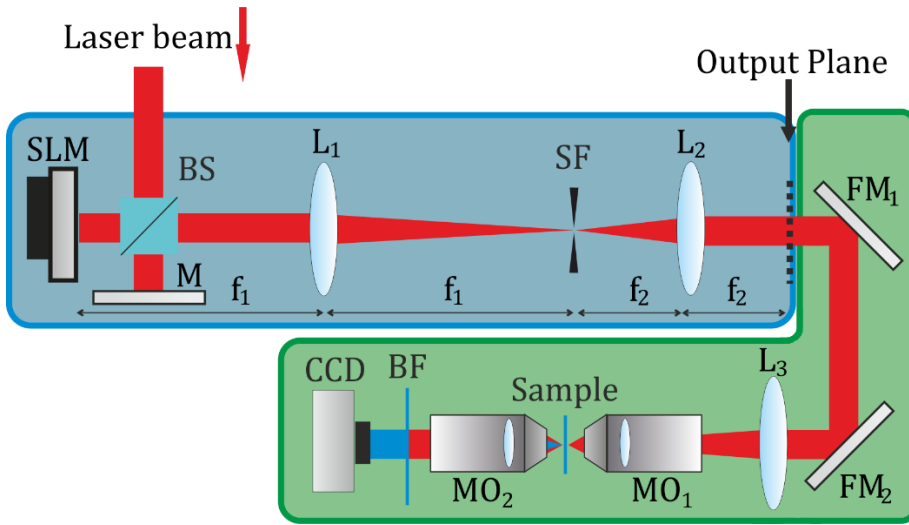 Laser beam
Output Plane
SLM
BS
L₁
SF
L₂
FM₁
M
f₁
f₁
f₂
f₂
CCD
BF
Sample
L₃
MO₂
MO₁
FM₂